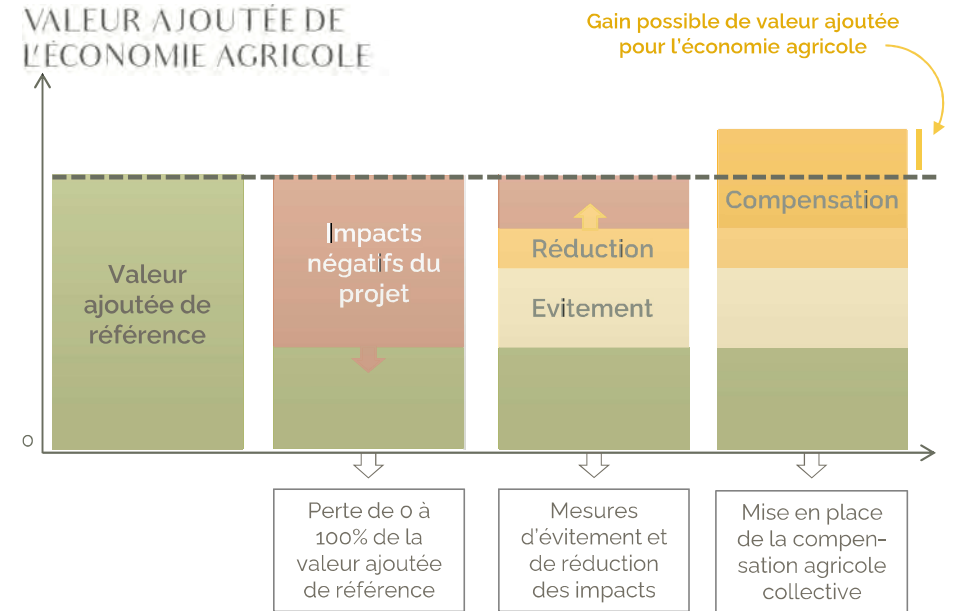 VALEUR AJOUTÉE DE
L'ÉCONOMIE AGRICOLE
Gain possible de valeur ajoutée
pour l'économie agricole
Valeur
ajoutée de
référence
Impacts
négatifs du
projet
Réduction
Evitement
Compensation
0
Perte de 0 à
100% de la
valeur ajoutée
de référence
Mesures
d'évitement et
de réduction
des impacts
Mise en place
de la compen-
sation agricole
collective